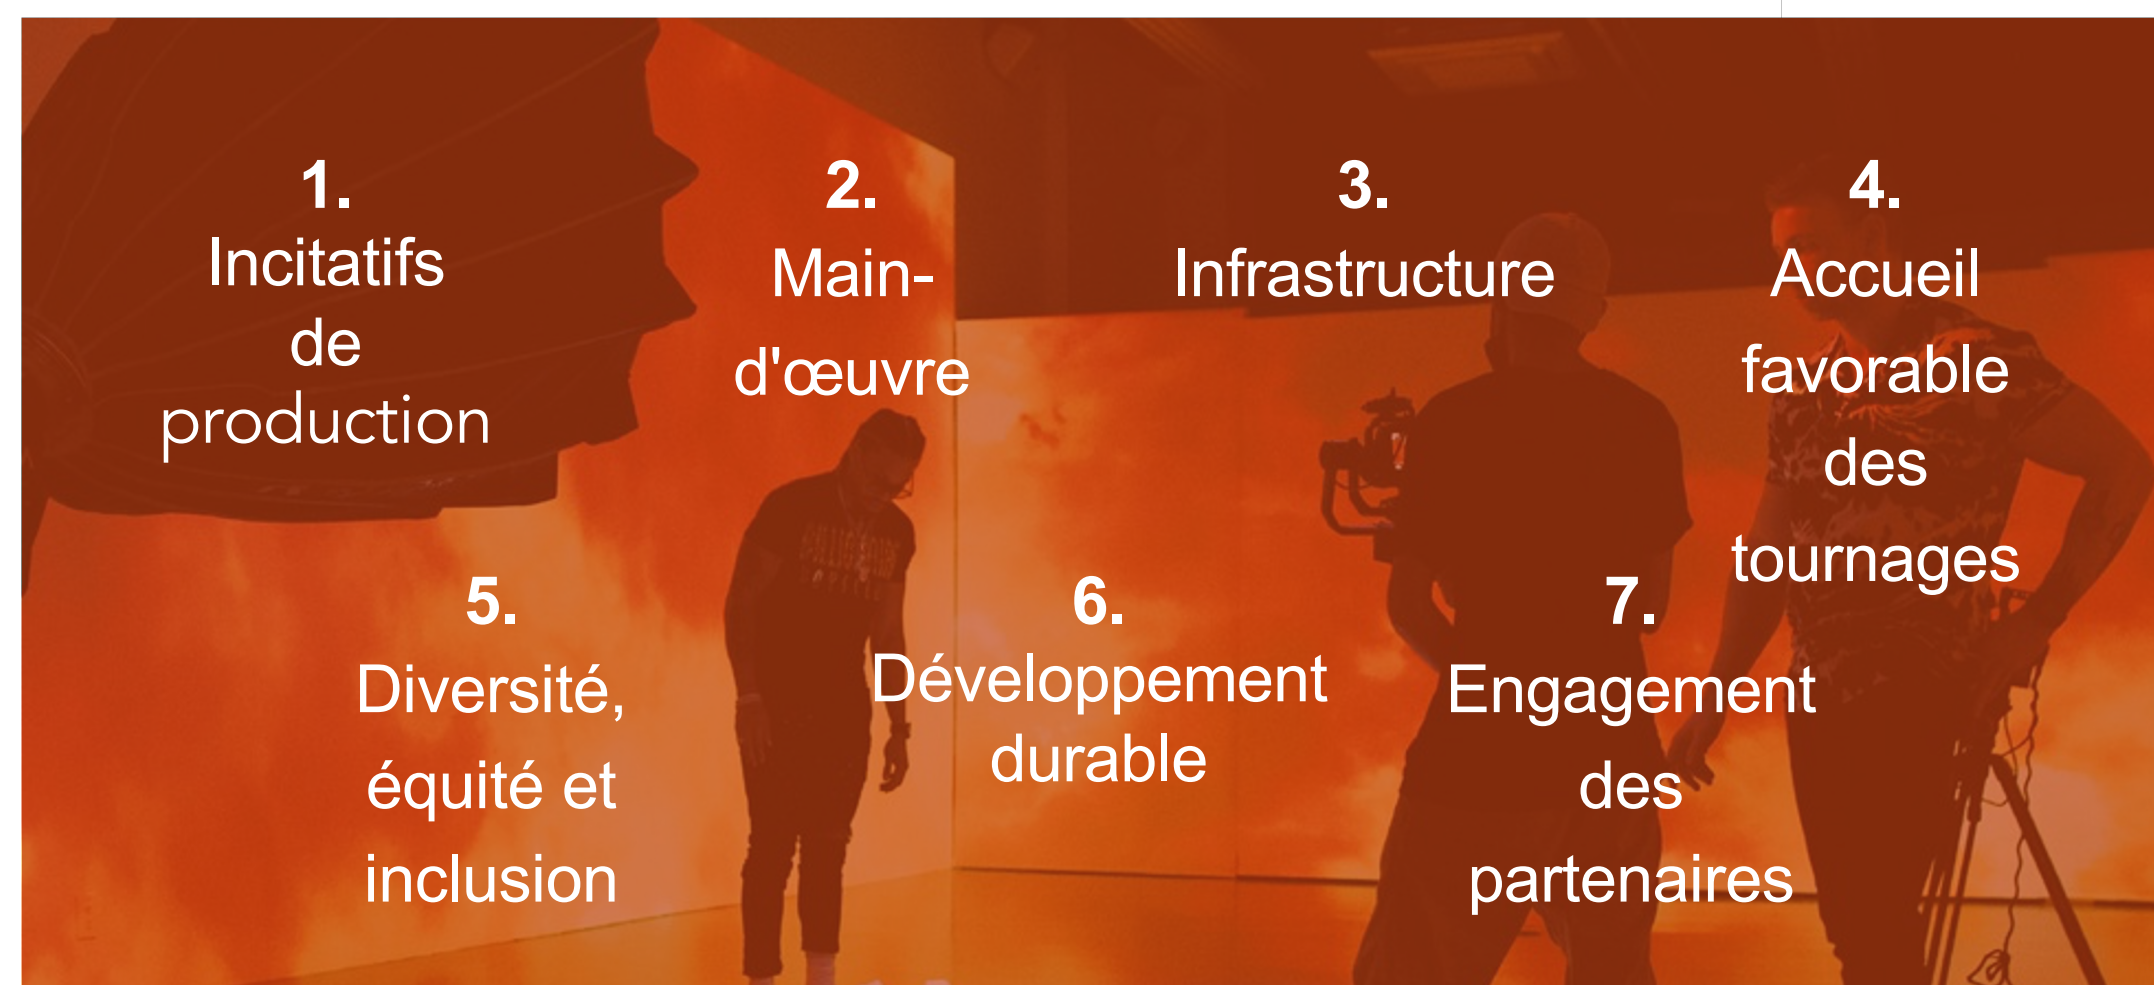 1.
Incitatifs
de
production
2.
Main-
d'œuvre
3.
Infrastructure
4.
Accueil
favorable
des
tournages
5.
Diversité,
équité et
inclusion
6.
Développement
durable
7.
Engagement
des
partenaires